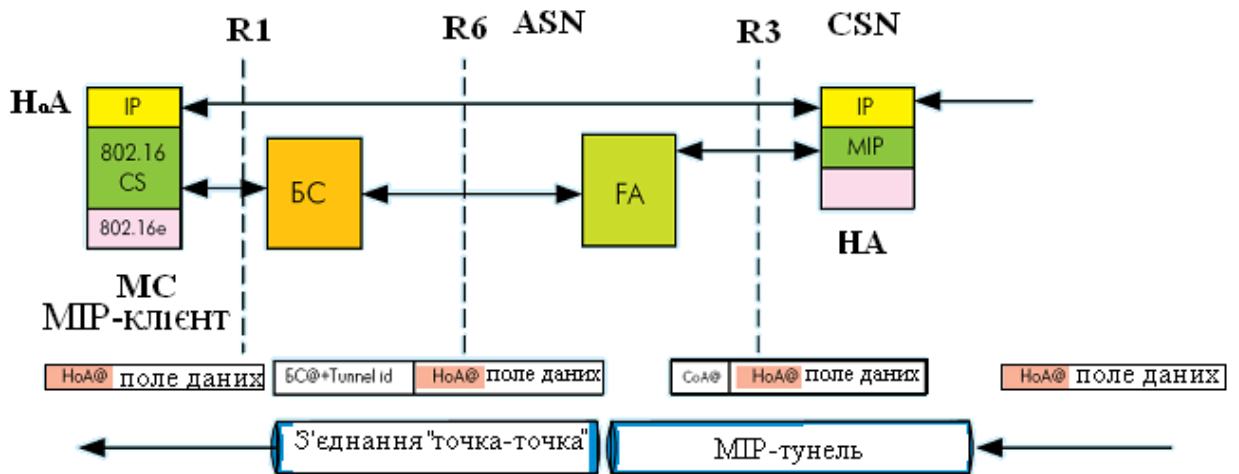 R1
R6
ASN
R3
CSN
HoA
IP
802.16
CS
802.16e
БС
FA
IP
MIP
HA
МС
МІР-клієнт
HoA@ поле даних
БС@+Tunnel id
HoA@ поле даних
CoA@
HoA@ поле даних
HoA@ поле даних
З'єднання "точка-точка"
МІР-тунель